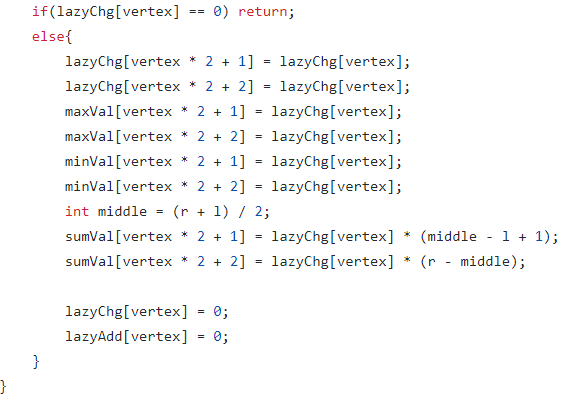 if(lazyChg[vertex] == 0) return;
else{
lazyChg[vertex * 2 + 1] = lazyChg[vertex];
lazyChg[vertex * 2 + 2] = lazyChg[vertex];
maxVal[vertex * 2 + 1] = lazyChg[vertex];
maxVal[vertex * 2 + 2] = lazyChg[vertex];
minVal[vertex * 2 + 1] = lazyChg[vertex];
minVal[vertex * 2 + 2] = lazyChg[vertex];
int middle = (r + l) / 2;
sumVal[vertex * 2 + 1] = lazyChg[vertex] * (middle - l + 1);
sumVal[vertex * 2 + 2] = lazyChg[vertex] * (r - middle);
lazyChg[vertex] = 0;
lazyAdd[vertex] = 0;
}
}